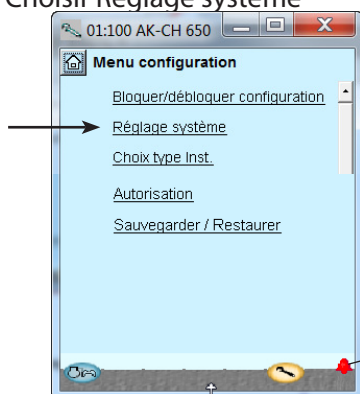 Choisir Réglage système
01:100 AK-CH 650
Menu configuration
Bloquer/débloquer configuration
Réglage système
Choix type Inst.
Autorisation
Sauvegarder / Restaurer